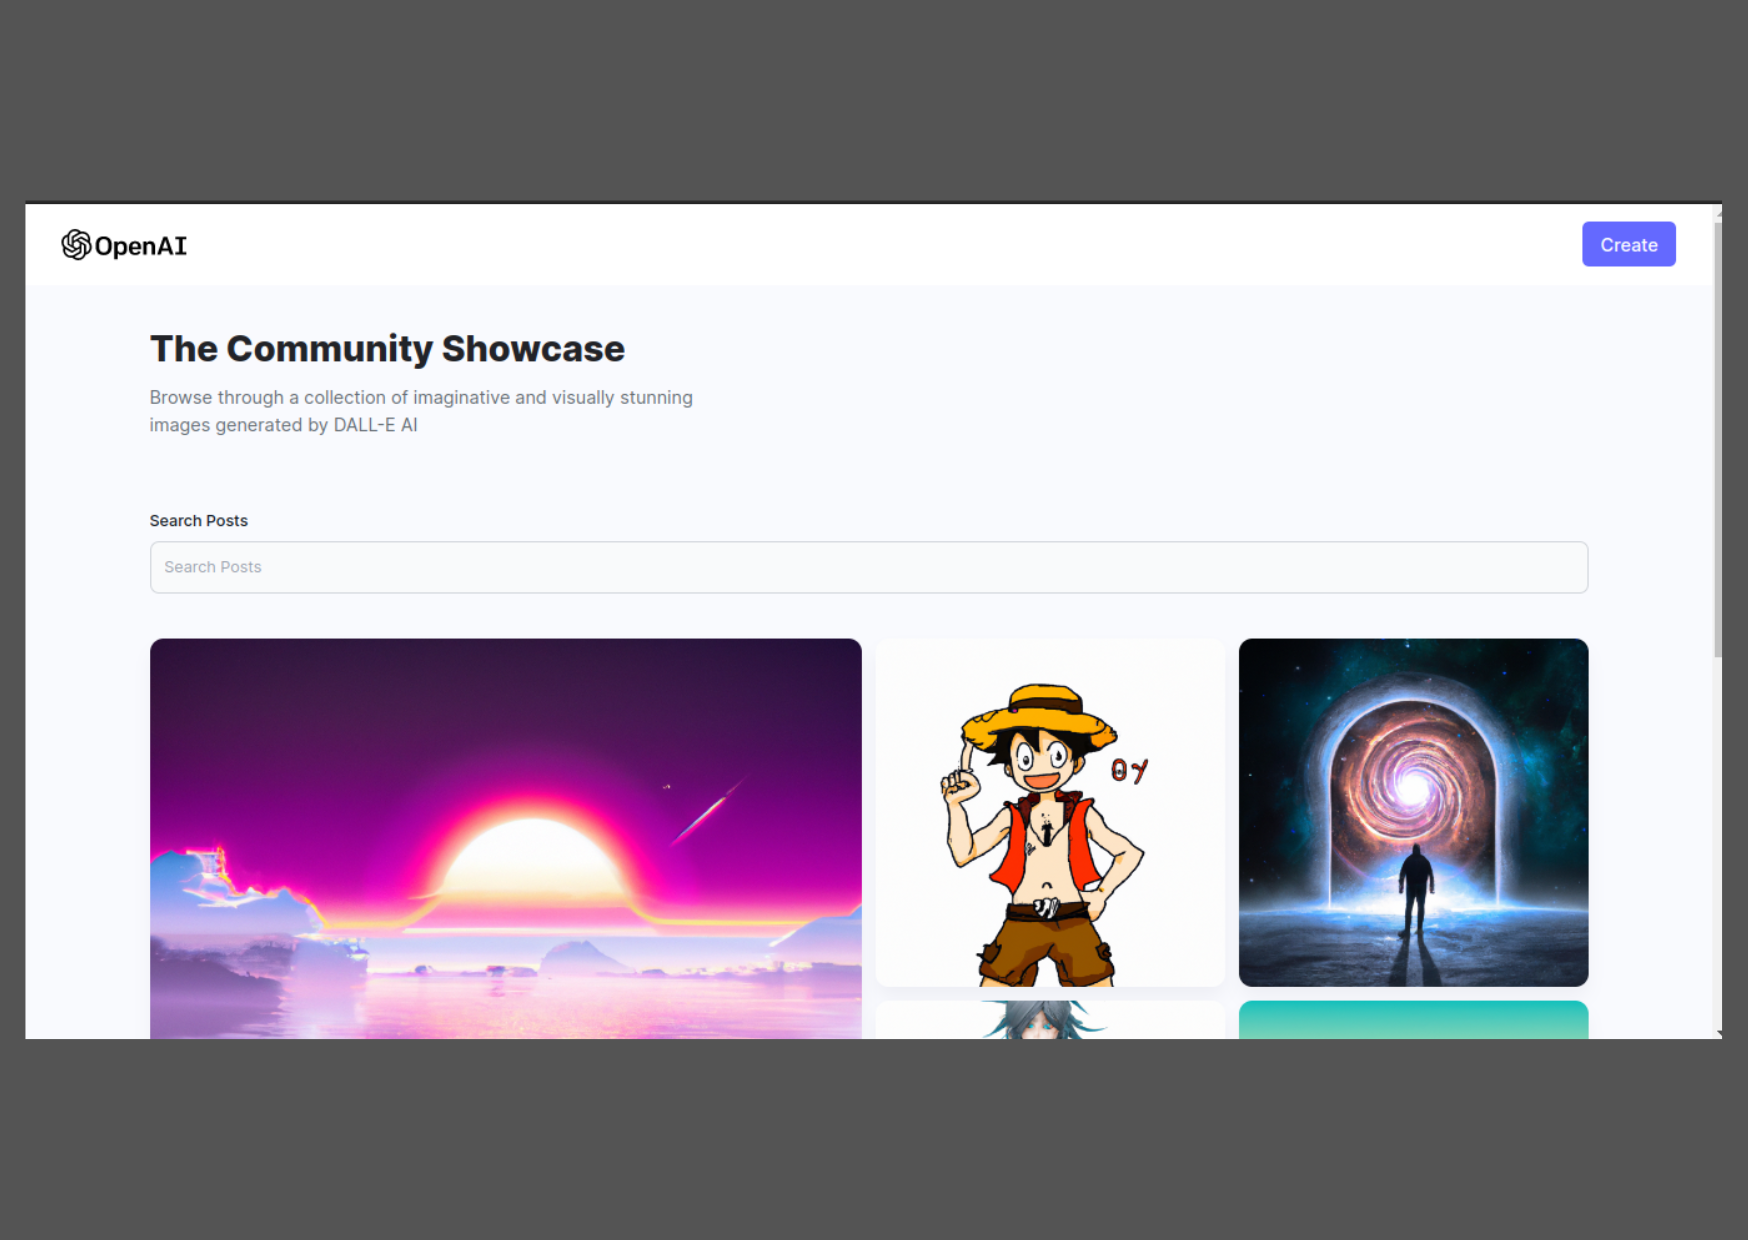 OpenAI
Create
The Community Showcase
Browse through a collection of imaginative and visually stunning
images generated by DALL-E AI
Search Posts
Search Posts
OY